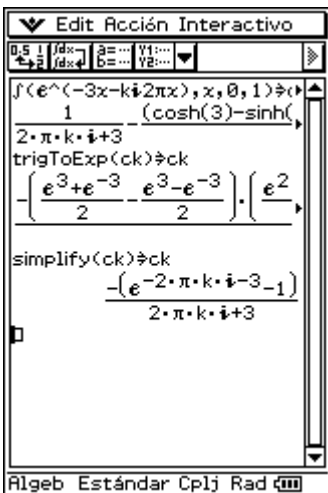 Edit Acción Interactivo
∫(e^(-3x-ki2πx),x,0,1)⇒c
1/(2·π·k·i+3) - (cosh(3)-sinh(
trigToExp(ck)⇒ck
-((e^3+e^-3)/2 - (e^3-e^-3)/2)·(e^2
simplify(ck)⇒ck
-(e^(-2·π·k·i-3)-1)
2·π·k·i+3
Algeb Estándar Cplj Rad